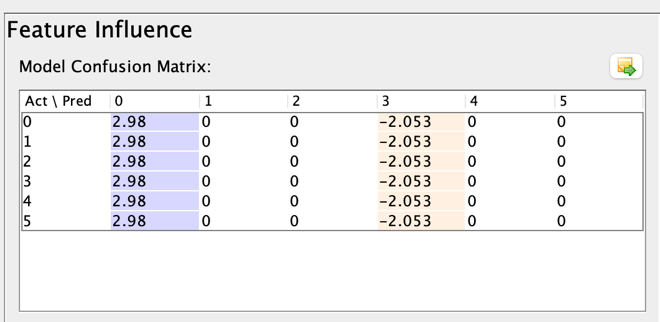 Feature Influence
Model Confusion Matrix:
Act \ Pred 0 1 2 3 4 5
0 2.98 0 0 -2.053 0 0
1 2.98 0 0 -2.053 0 0
2 2.98 0 0 -2.053 0 0
3 2.98 0 0 -2.053 0 0
4 2.98 0 0 -2.053 0 0
5 2.98 0 0 -2.053 0 0